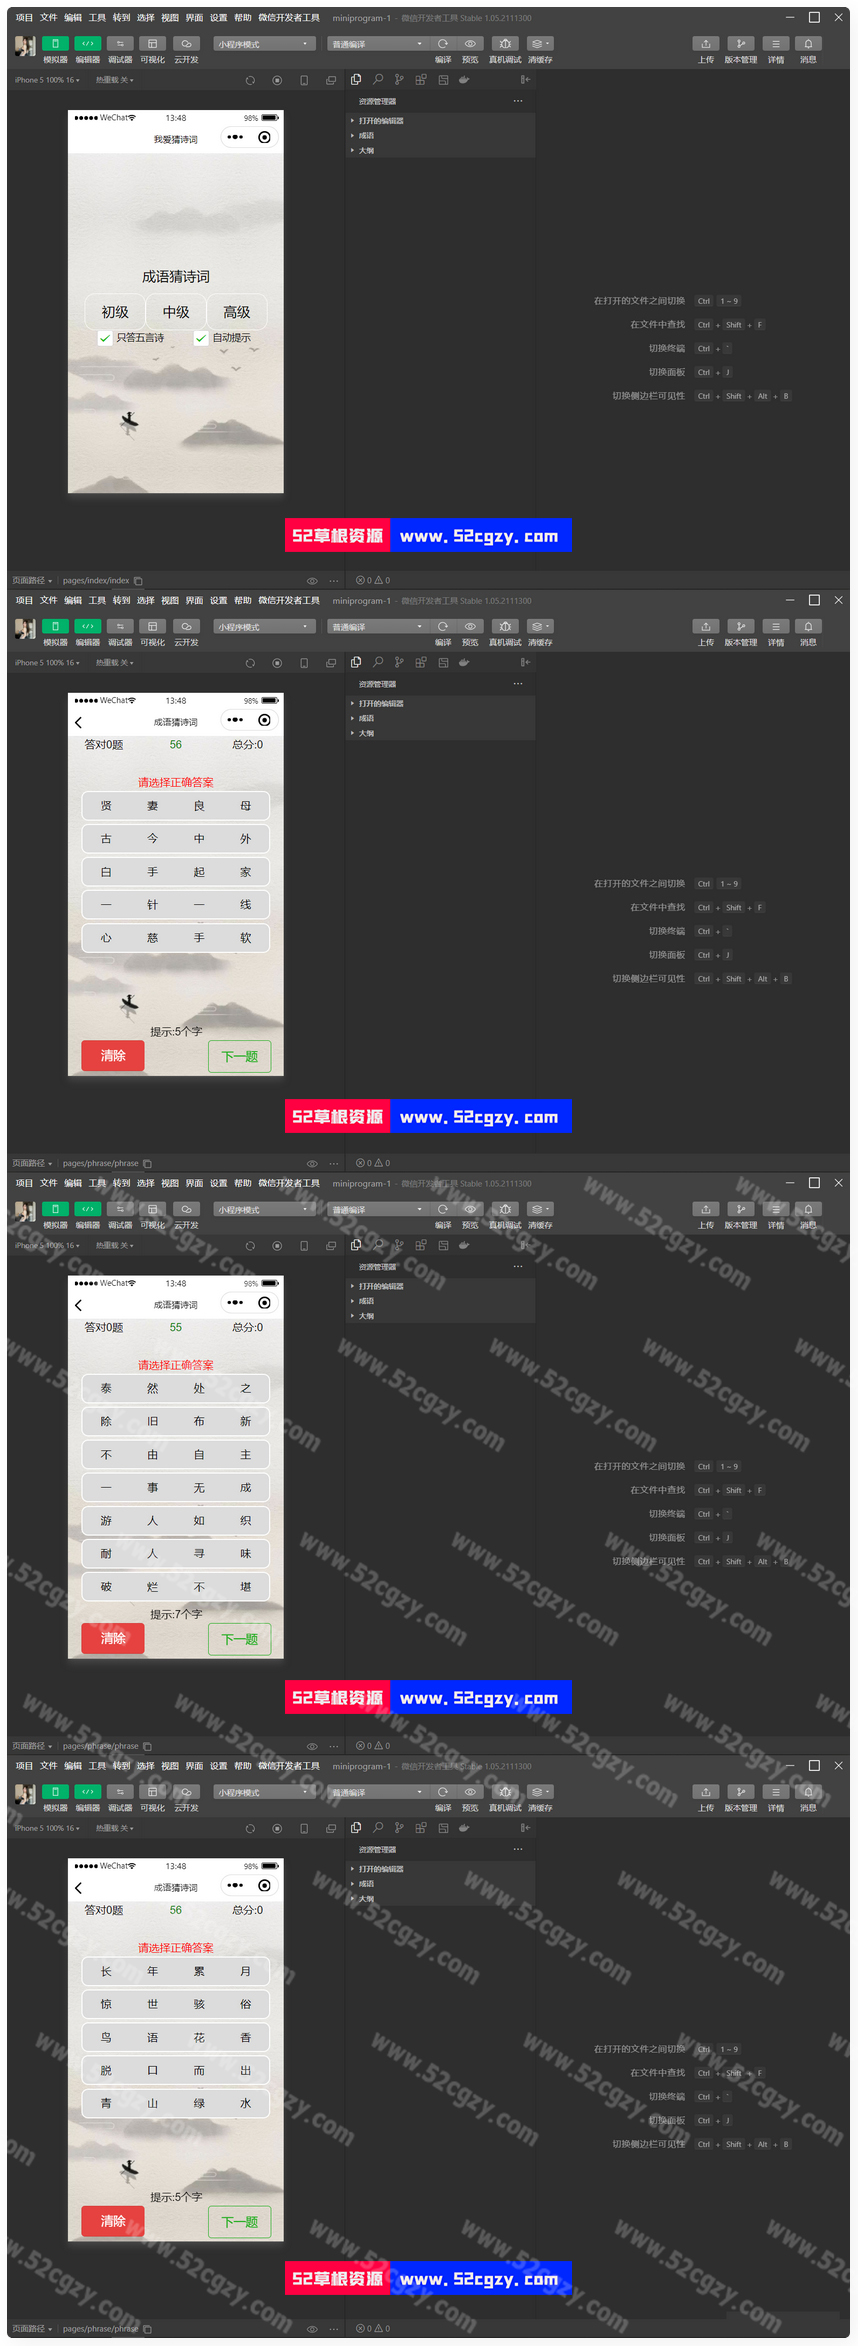 项目 文件 编辑 工具 转到 选择 视图 界面 设置 帮助 微信开发者工具 miniprogram-1 - 微信开发者工具 Stable 1.05.2111300
小程序模式 普通编译
模拟器 编辑器 调试器 可视化 云开发 编译 预览 真机调试 清缓存 上传 版本管理 详情 消息
iPhone 5 100% 16 热重载 关
资源管理器
打开的编辑器
成语
大纲
WeChat 13:48 98%
我爱猜诗词
成语猜诗词
初级 中级 高级
只答五言诗 自动提示
在打开的文件之间切换 Ctrl 1 ~ 9
在文件中查找 Ctrl + Shift + F
切换终端 Ctrl + `
切换面板 Ctrl + J
切换侧边栏可见性 Ctrl + Shift + Alt + B
52草根资源 www.52cgzy.com
页面路径 pages/index/index 0 0
项目 文件 编辑 工具 转到 选择 视图 界面 设置 帮助 微信开发者工具 miniprogram-1 - 微信开发者工具 Stable 1.05.2111300
小程序模式 普通编译
模拟器 编辑器 调试器 可视化 云开发 编译 预览 真机调试 清缓存 上传 版本管理 详情 消息
iPhone 5 100% 16 热重载 关
资源管理器
打开的编辑器
成语
大纲
WeChat 13:48 98%
成语猜诗词
答对0题 56 总分:0
请选择正确答案
贤 妻 良 母
古 今 中 外
白 手 起 家
一 针 一 线
心 慈 手 软
提示:5个字
清除 下一题
在打开的文件之间切换 Ctrl 1 ~ 9
在文件中查找 Ctrl + Shift + F
切换终端 Ctrl + `
切换面板 Ctrl + J
切换侧边栏可见性 Ctrl + Shift + Alt + B
52草根资源 www.52cgzy.com
页面路径 pages/phrase/phrase 0 0
项目 文件 编辑 工具 转到 选择 视图 界面 设置 帮助 微信开发者工具 miniprogram-1 - 微信开发者工具 Stable 1.05.2111300
小程序模式 普通编译
模拟器 编辑器 调试器 可视化 云开发 编译 预览 真机调试 清缓存 上传 版本管理 详情 消息
iPhone 5 100% 16 热重载 关
资源管理器
打开的编辑器
成语
大纲
WeChat 13:48 98%
成语猜诗词
答对0题 55 总分:0
请选择正确答案
泰 然 处 之
除 旧 布 新
不 由 自 主
一 事 无 成
游 人 如 织
耐 人 寻 味
破 烂 不 堪
提示:7个字
清除 下一题
在打开的文件之间切换 Ctrl 1 ~ 9
在文件中查找 Ctrl + Shift + F
切换终端 Ctrl + `
切换面板 Ctrl + J
切换侧边栏可见性 Ctrl + Shift + Alt + B
52草根资源 www.52cgzy.com
页面路径 pages/phrase/phrase 0 0
项目 文件 编辑 工具 转到 选择 视图 界面 设置 帮助 微信开发者工具 miniprogram-1 - 微信开发者工具 Stable 1.05.2111300
小程序模式 普通编译
模拟器 编辑器 调试器 可视化 云开发 编译 预览 真机调试 清缓存 上传 版本管理 详情 消息
iPhone 5 100% 16 热重载 关
资源管理器
打开的编辑器
成语
大纲
WeChat 13:48 98%
成语猜诗词
答对0题 56 总分:0
请选择正确答案
长 年 累 月
惊 世 骇 俗
鸟 语 花 香
脱 口 而 出
青 山 绿 水
提示:5个字
清除 下一题
在打开的文件之间切换 Ctrl 1 ~ 9
在文件中查找 Ctrl + Shift + F
切换终端 Ctrl + `
切换面板 Ctrl + J
切换侧边栏可见性 Ctrl + Shift + Alt + B
52草根资源 www.52cgzy.com
页面路径 pages/phrase/phrase 0 0
www.52cgzy.com